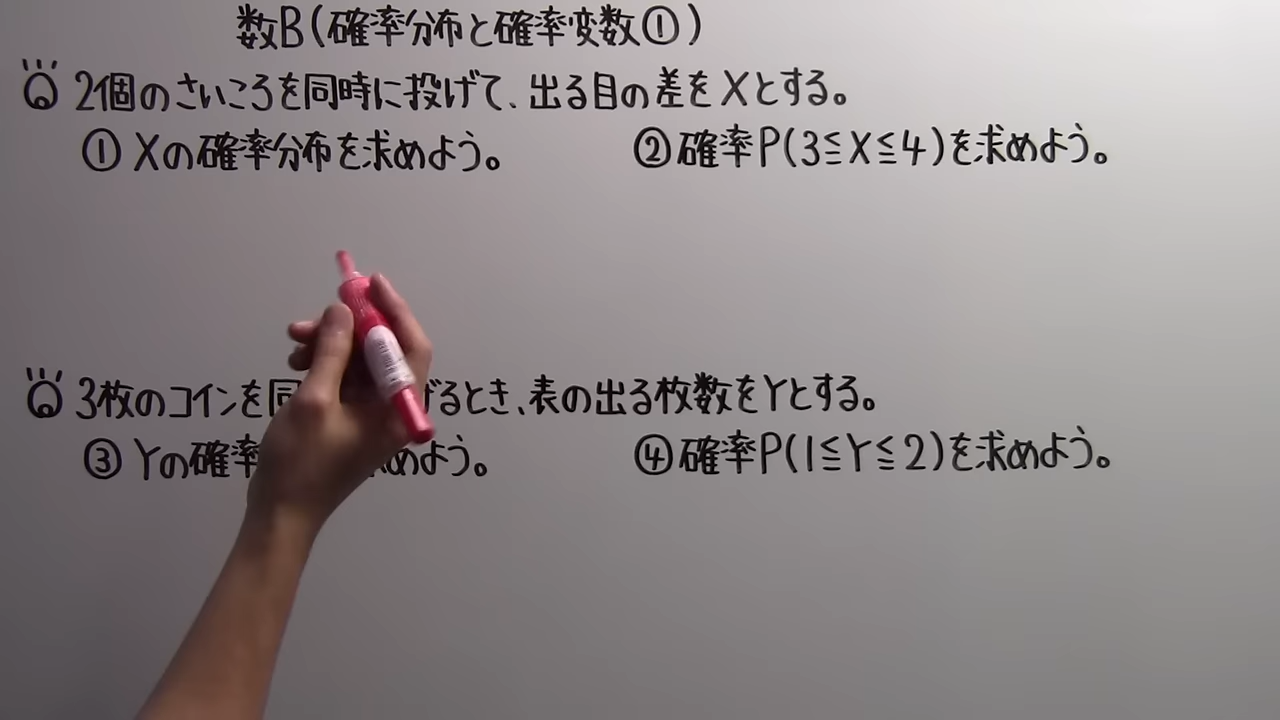 数B(確率分布と確率変数①)
2個のさいころを同時に投げて、出る目の差をXとする。
①Xの確率分布を求めよう。 ②確率P(3≦X≦4)を求めよう。
3枚のコインを同 げるとき、表の出る枚数をYとする。
③Yの確率 めよう。 ④確率P(1≦Y≦2)を求めよう。